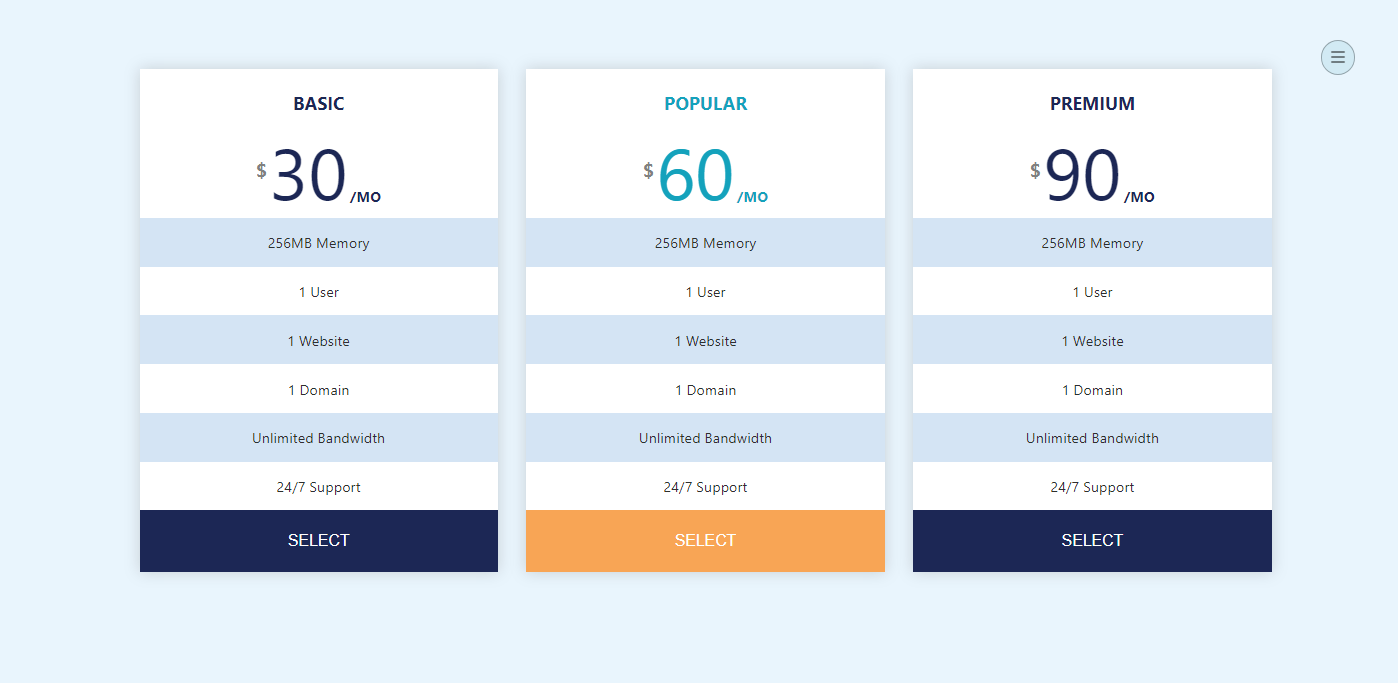 BASIC
$30/MO
256MB Memory
1 User
1 Website
1 Domain
Unlimited Bandwidth
24/7 Support
SELECT
POPULAR
$60/MO
256MB Memory
1 User
1 Website
1 Domain
Unlimited Bandwidth
24/7 Support
SELECT
PREMIUM
$90/MO
256MB Memory
1 User
1 Website
1 Domain
Unlimited Bandwidth
24/7 Support
SELECT